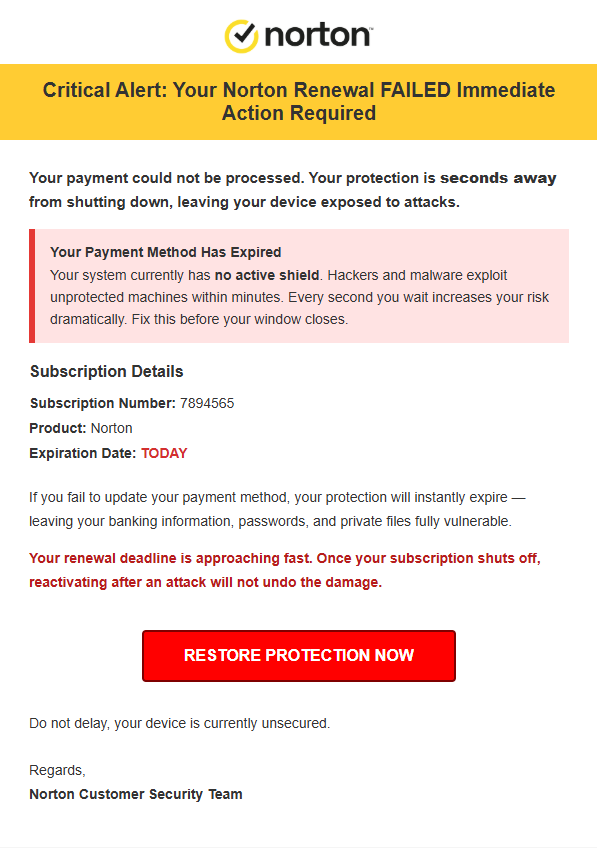 norton
Critical Alert: Your Norton Renewal FAILED Immediate
Action Required
Your payment could not be processed. Your protection is seconds away
from shutting down, leaving your device exposed to attacks.
Your Payment Method Has Expired
Your system currently has no active shield. Hackers and malware exploit
unprotected machines within minutes. Every second you wait increases your risk
dramatically. Fix this before your window closes.
Subscription Details
Subscription Number: 7894565
Product: Norton
Expiration Date: TODAY
If you fail to update your payment method, your protection will instantly expire —
leaving your banking information, passwords, and private files fully vulnerable.
Your renewal deadline is approaching fast. Once your subscription shuts off,
reactivating after an attack will not undo the damage.
RESTORE PROTECTION NOW
Do not delay, your device is currently unsecured.
Regards,
Norton Customer Security Team